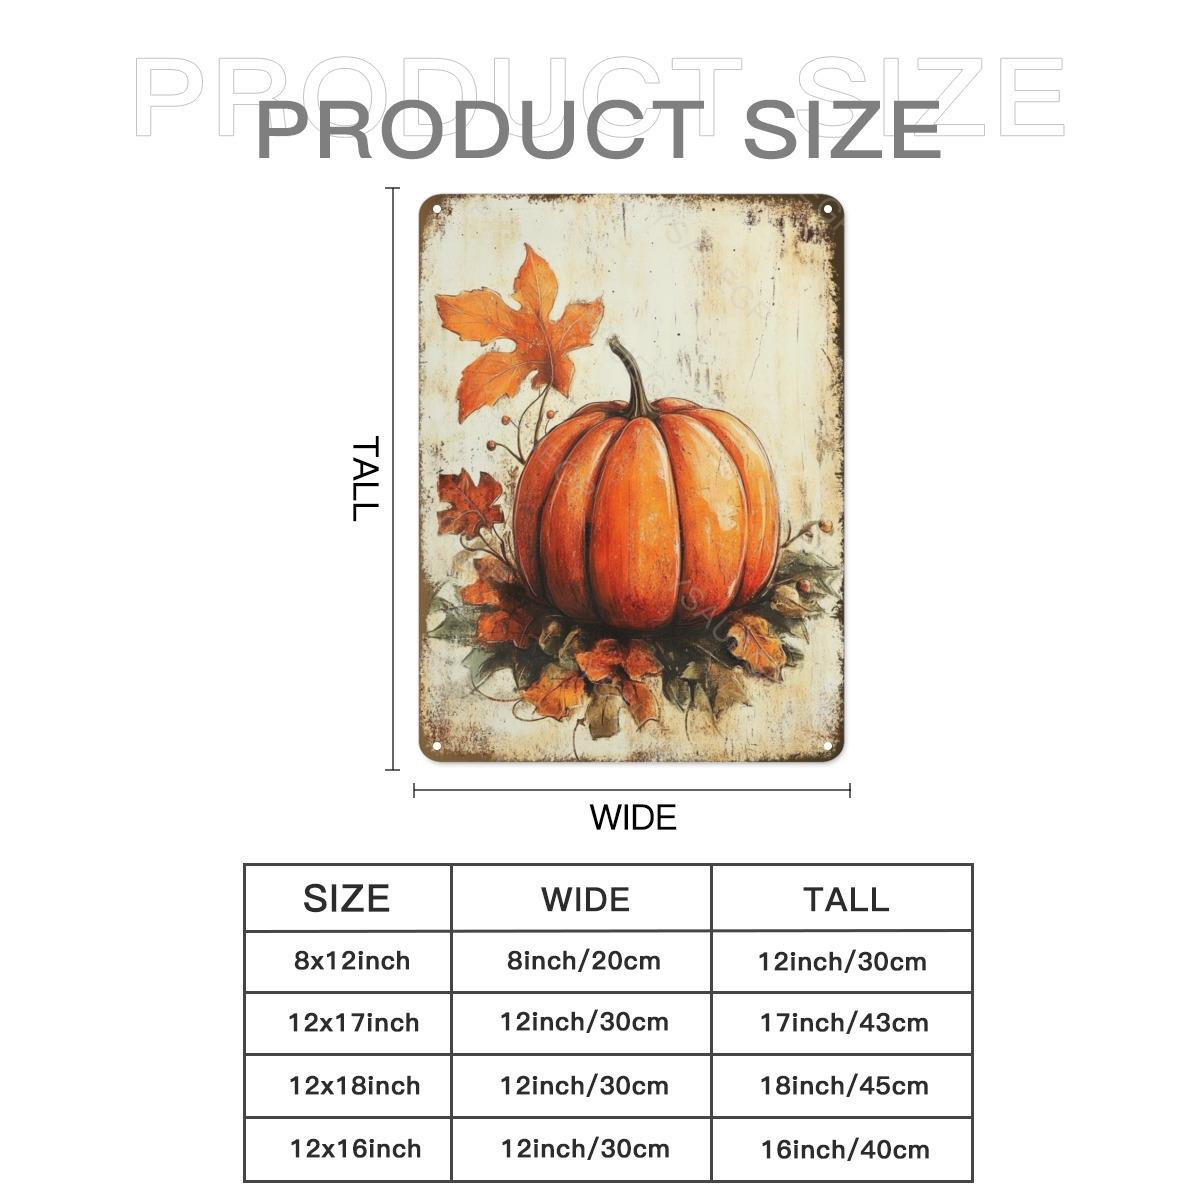 PRODUCT SIZE
PRODUCT SIZE
TALL
WIDE
SIZE WIDE TALL
8x12inch 8inch/20cm 12inch/30cm
12x17inch 12inch/30cm 17inch/43cm
12x18inch 12inch/30cm 18inch/45cm
12x16inch 12inch/30cm 16inch/40cm